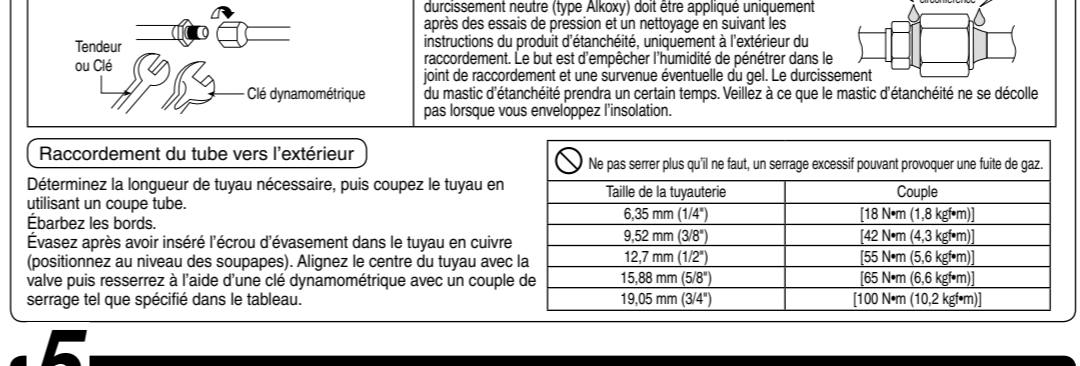 durcissement neutre (type Alkoxy) doit être appliqué uniquement
après des essais de pression et un nettoyage en suivant les
instructions du produit d'étanchéité, uniquement à l'extérieur du
raccordement. Le but est d'empêcher l'humidité de pénétrer dans le
joint de raccordement et une survenue éventuelle du gel. Le durcissement
du mastic d'étanchéité prendra un certain temps. Veillez à ce que le mastic d'étanchéité ne se décolle
pas lorsque vous enveloppez l'insolation.
circonférence
Tendeur
ou Clé
Clé dynamométrique
Raccordement du tube vers l'extérieur
Déterminez la longueur de tuyau nécessaire, puis coupez le tuyau en
utilisant un coupe tube.
Ébarbez les bords.
Évasez après avoir inséré l'écrou d'évasement dans le tuyau en cuivre
(positionnez au niveau des soupapes). Alignez le centre du tuyau avec la
valve puis resserrez à l'aide d'une clé dynamométrique avec un couple de
serrage tel que spécifié dans le tableau.
Ne pas serrer plus qu'il ne faut, un serrage excessif pouvant provoquer une fuite de gaz.
Taille de la tuyauterie Couple
6,35 mm (1/4") [18 N•m (1,8 kgf•m)]
9,52 mm (3/8") [42 N•m (4,3 kgf•m)]
12,7 mm (1/2") [55 N•m (5,6 kgf•m)]
15,88 mm (5/8") [65 N•m (6,6 kgf•m)]
19,05 mm (3/4") [100 N•m (10,2 kgf•m)]
5